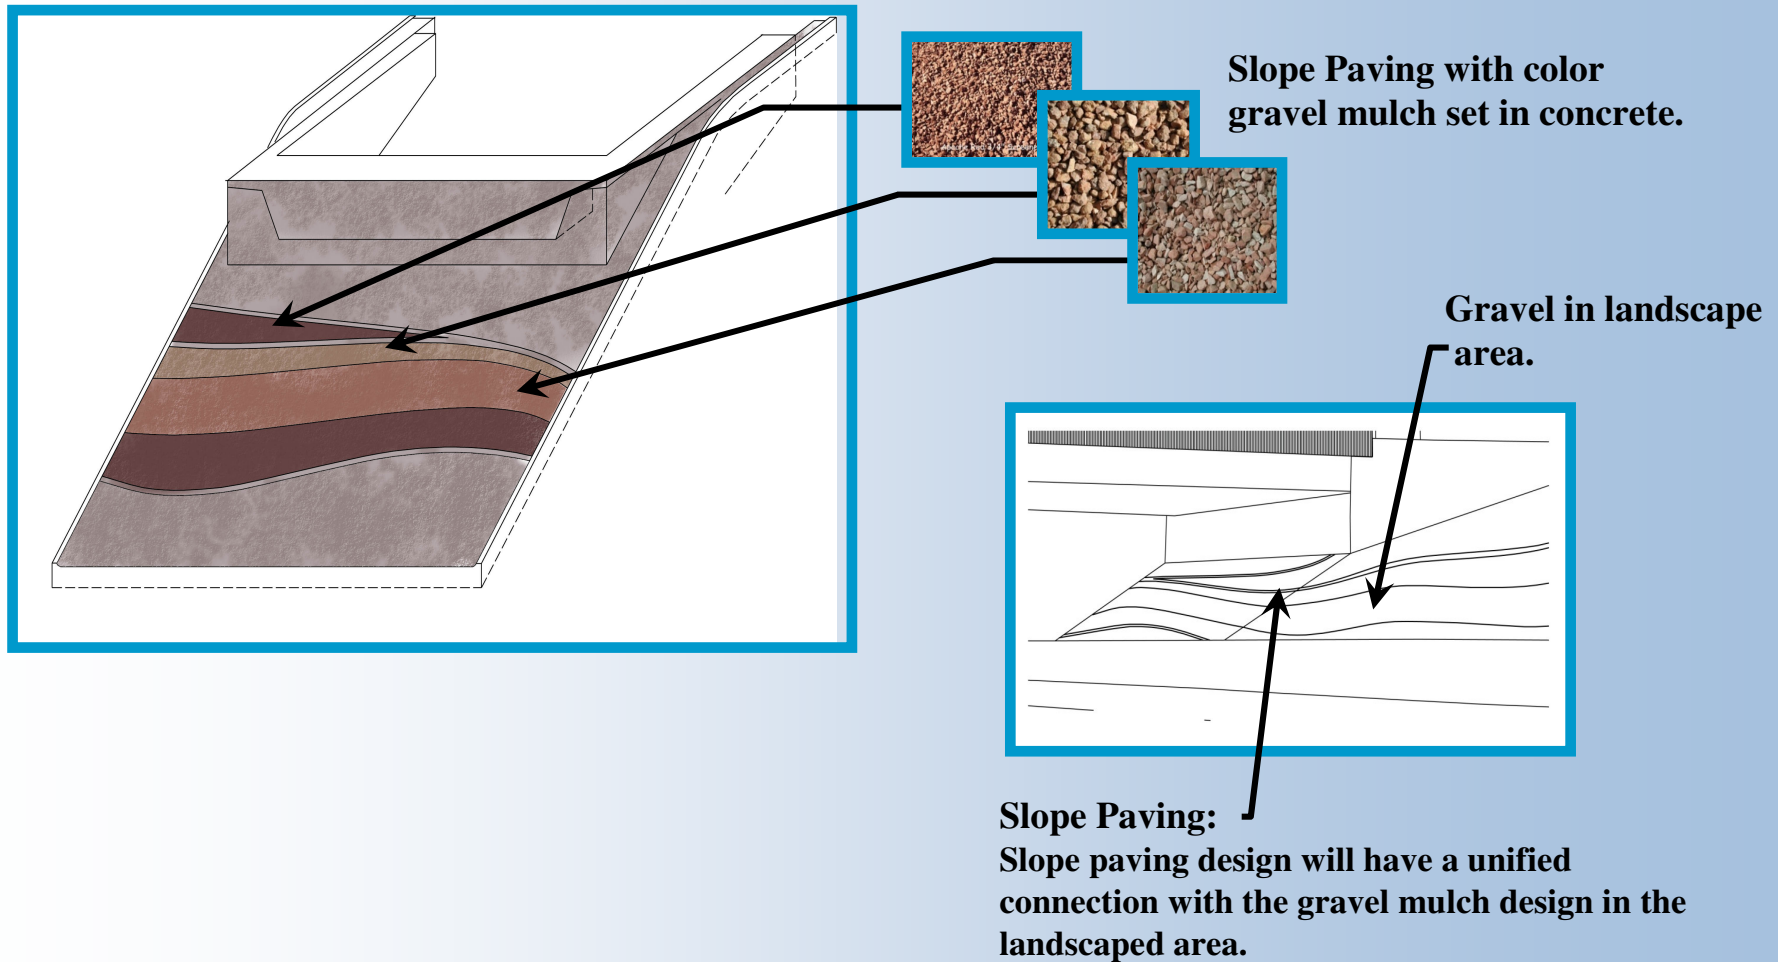 Slope Paving with color
gravel mulch set in concrete.
Gravel in landscape
area.
Slope Paving:
Slope paving design will have a unified
connection with the gravel mulch design in the
landscaped area.